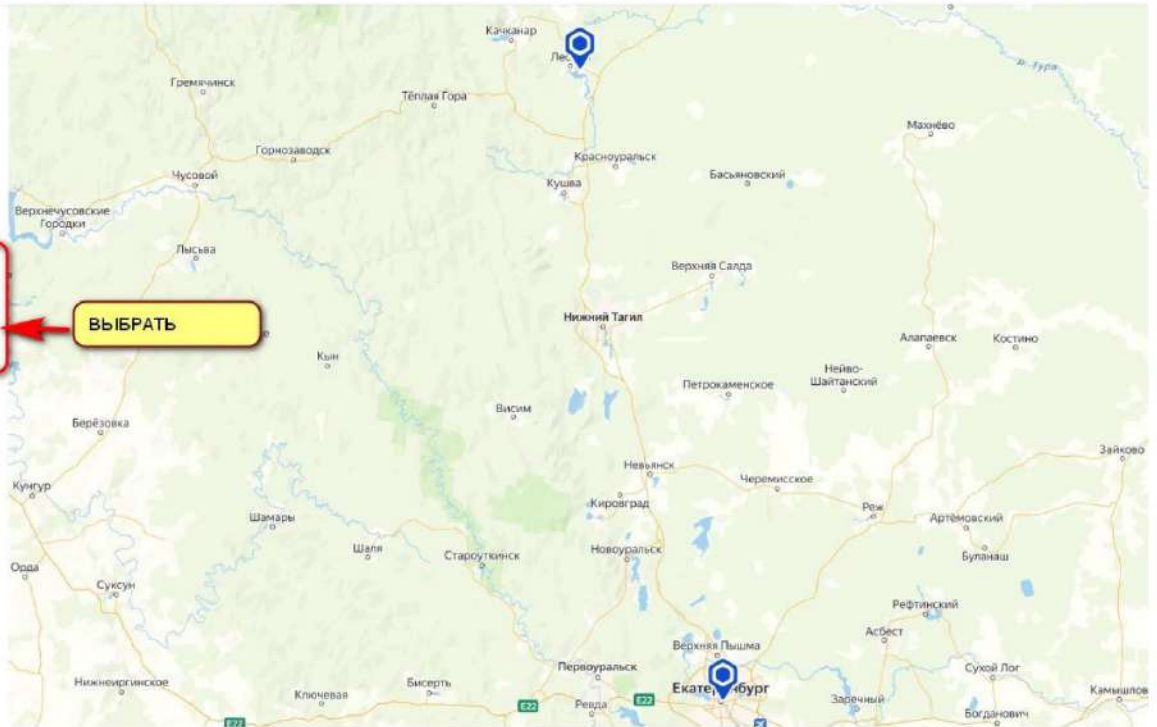 Качканар
Лес
р. Тура
Гремячинск
Тёплая Гора
Махнёво
Горнозаводск
Красноуральск
Чусовой
Кушва
Басьяновский
Верхнечусовские
Городки
Лысьва
Верхняя Салда
Нижний Тагил
ВЫБРАТЬ
Алапаевск
Костино
Кын
Нейво-
Шайтанский
Петрокаменское
Висим
Берёзовка
Зайково
Невьянск
Черемисское
Кунгур
Кировград
Реж
Шамары
Артёмовский
Шаля
Староуткинск
Новоуральск
Буланаш
Орда
Суксун
Рефтинский
Асбест
Верхняя Пышма
Первоуральск
Сухой Лог
Нижнеиргинское
Бисерть
Екатеринбург
Ключевая
Камышлов
E22
Ревда
E22
Заречный
Богданович
E22